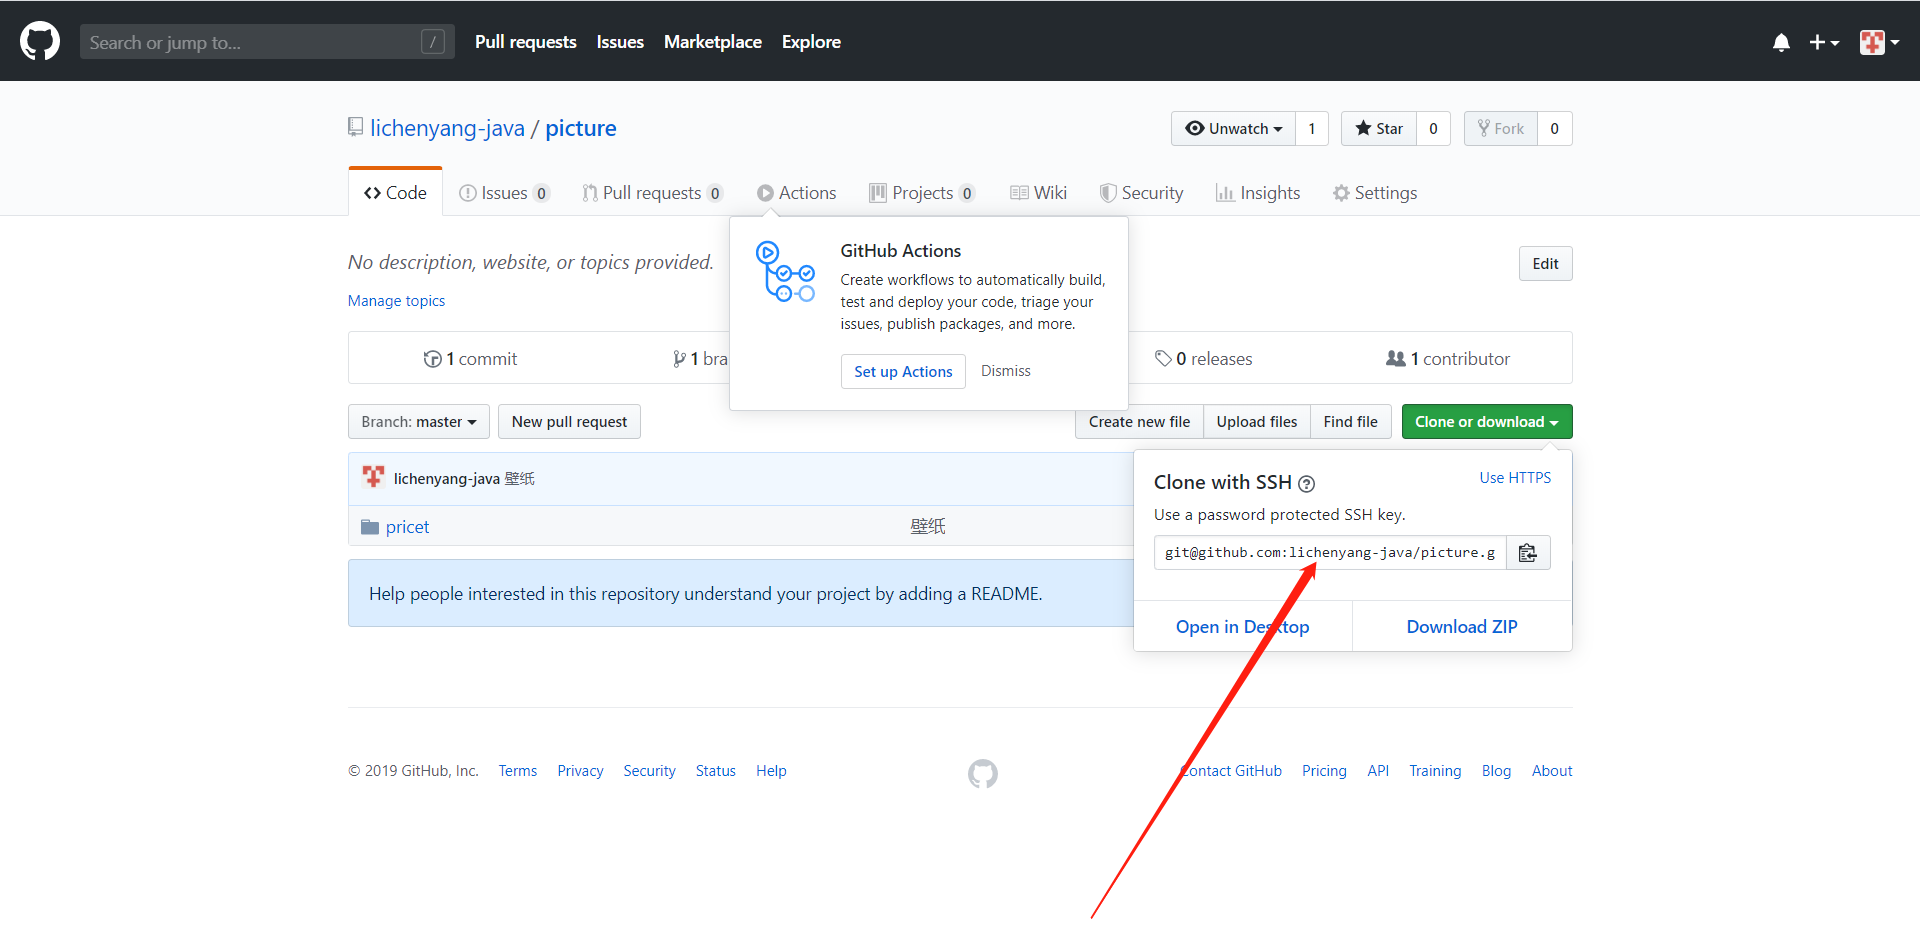 Search or jump to... /
Pull requests Issues Marketplace Explore
lichenyang-java / picture
Unwatch 1 Star 0 Fork 0
Code Issues 0 Pull requests 0 Actions Projects 0 Wiki Security Insights Settings
No description, website, or topics provided.
Edit
Manage topics
GitHub Actions
Create workflows to automatically build,
test and deploy your code, triage your
issues, publish packages, and more.
Set up Actions Dismiss
1 commit 1 bra 0 releases 1 contributor
Branch: master New pull request Create new file Upload files Find file Clone or download
lichenyang-java 壁纸
pricet 壁纸
Clone with SSH ? Use HTTPS
Use a password protected SSH key.
git@github.com:lichenyang-java/picture.g
Open in Desktop Download ZIP
Help people interested in this repository understand your project by adding a README.
© 2019 GitHub, Inc. Terms Privacy Security Status Help Contact GitHub Pricing API Training Blog About